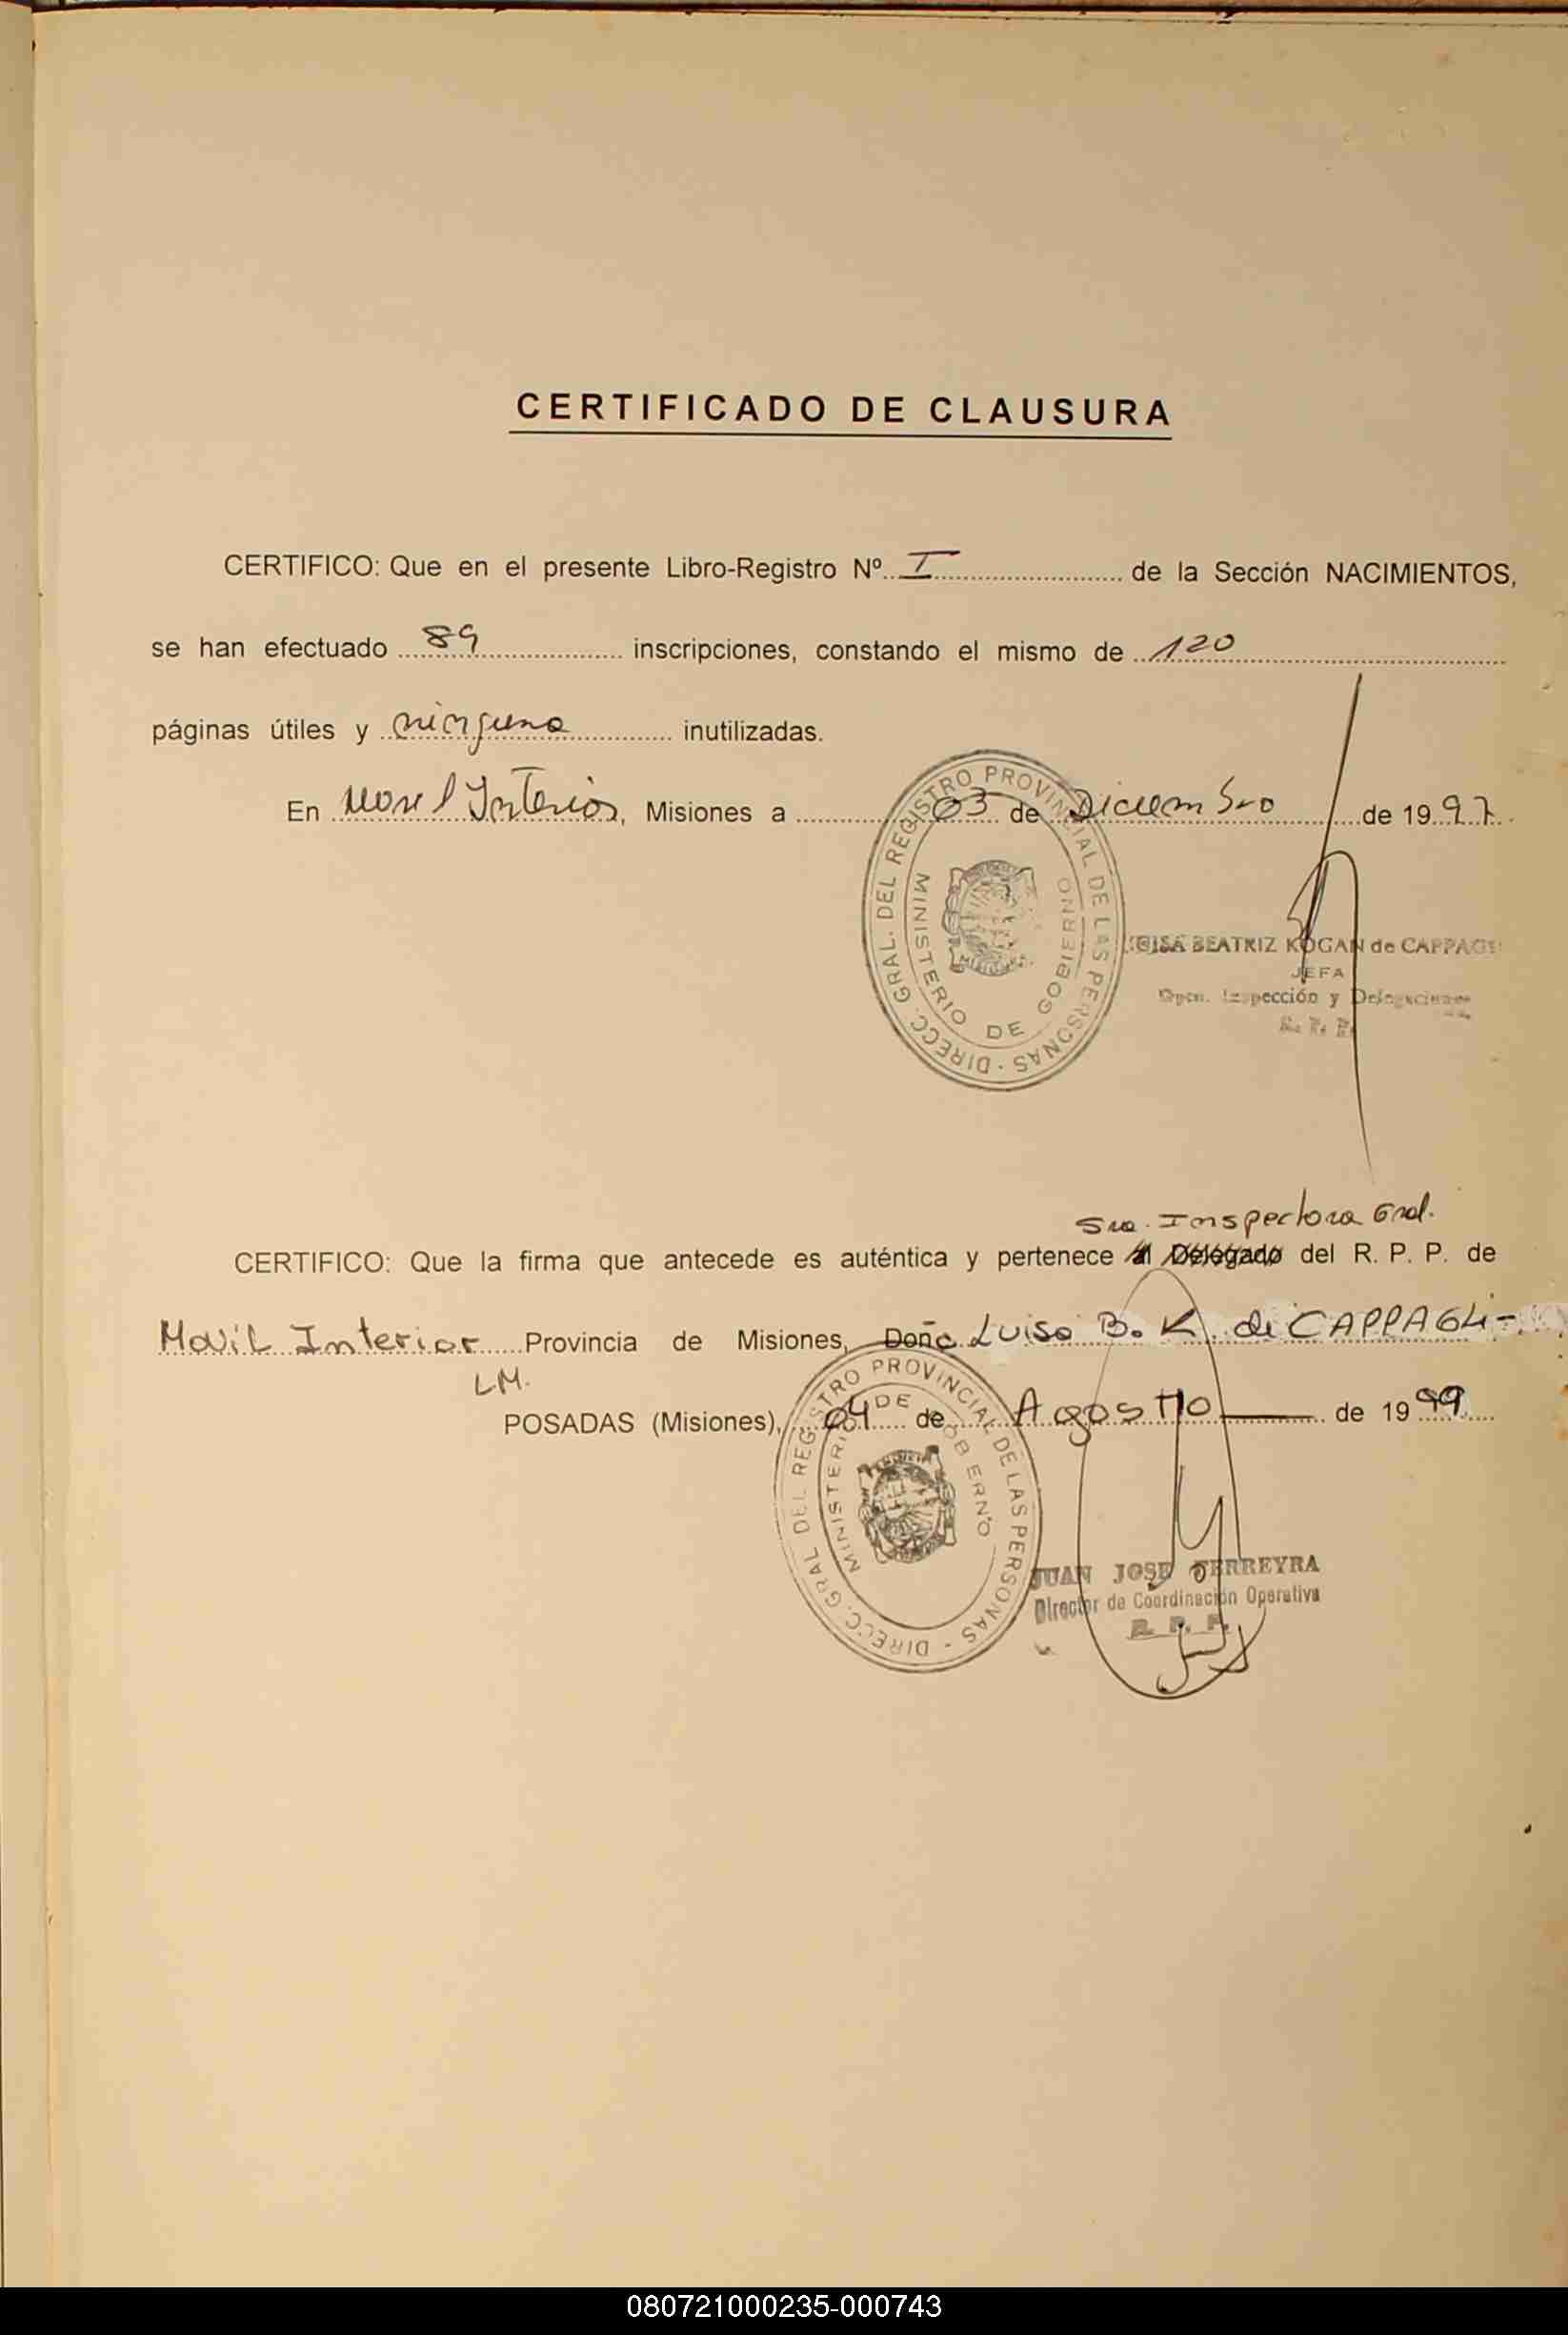 CERTIFICADO DE CLAUSURA
CERTIFICO: Que en el presente Libro-Registro Nº I de la Sección NACIMIENTOS,
se han efectuado 89 inscripciones, constando el mismo de 120
páginas útiles y ninguna inutilizadas.
En Movil Interior, Misiones a 03 de Diciembro de 1997.
DIRECC. GRAL. DEL REGISTRO PROVINCIAL DE LAS PERSONAS -
MINISTERIO DE GOBIERNO
BEATRIZ KOGAN de CAPPAG
JEFA
Inspección y Delegaciones
Sra. Inspectora Gral.
CERTIFICO: Que la firma que antecede es auténtica y pertenece al Delegado del R. P. P. de
Movil Interior Provincia de Misiones, Doña Luisa B. K. de CAPPAGLI-
LM.
POSADAS (Misiones), 04 de Agosto de 1999
DIRECC. GRAL DEL REGISTRO PROVINCIAL DE LAS PERSONAS -
MINISTERIO DE GOBIERNO
JUAN JOSE FERREYRA
Director de Coordinación Operativa
R. P. P.
080721000235-000743